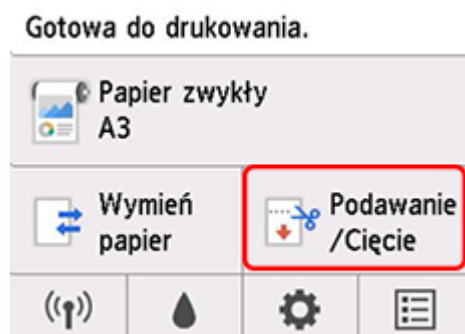 Gotowa do drukowania.
Papier zwykły
A3
Wymień
papier
Podawanie
/Cięcie